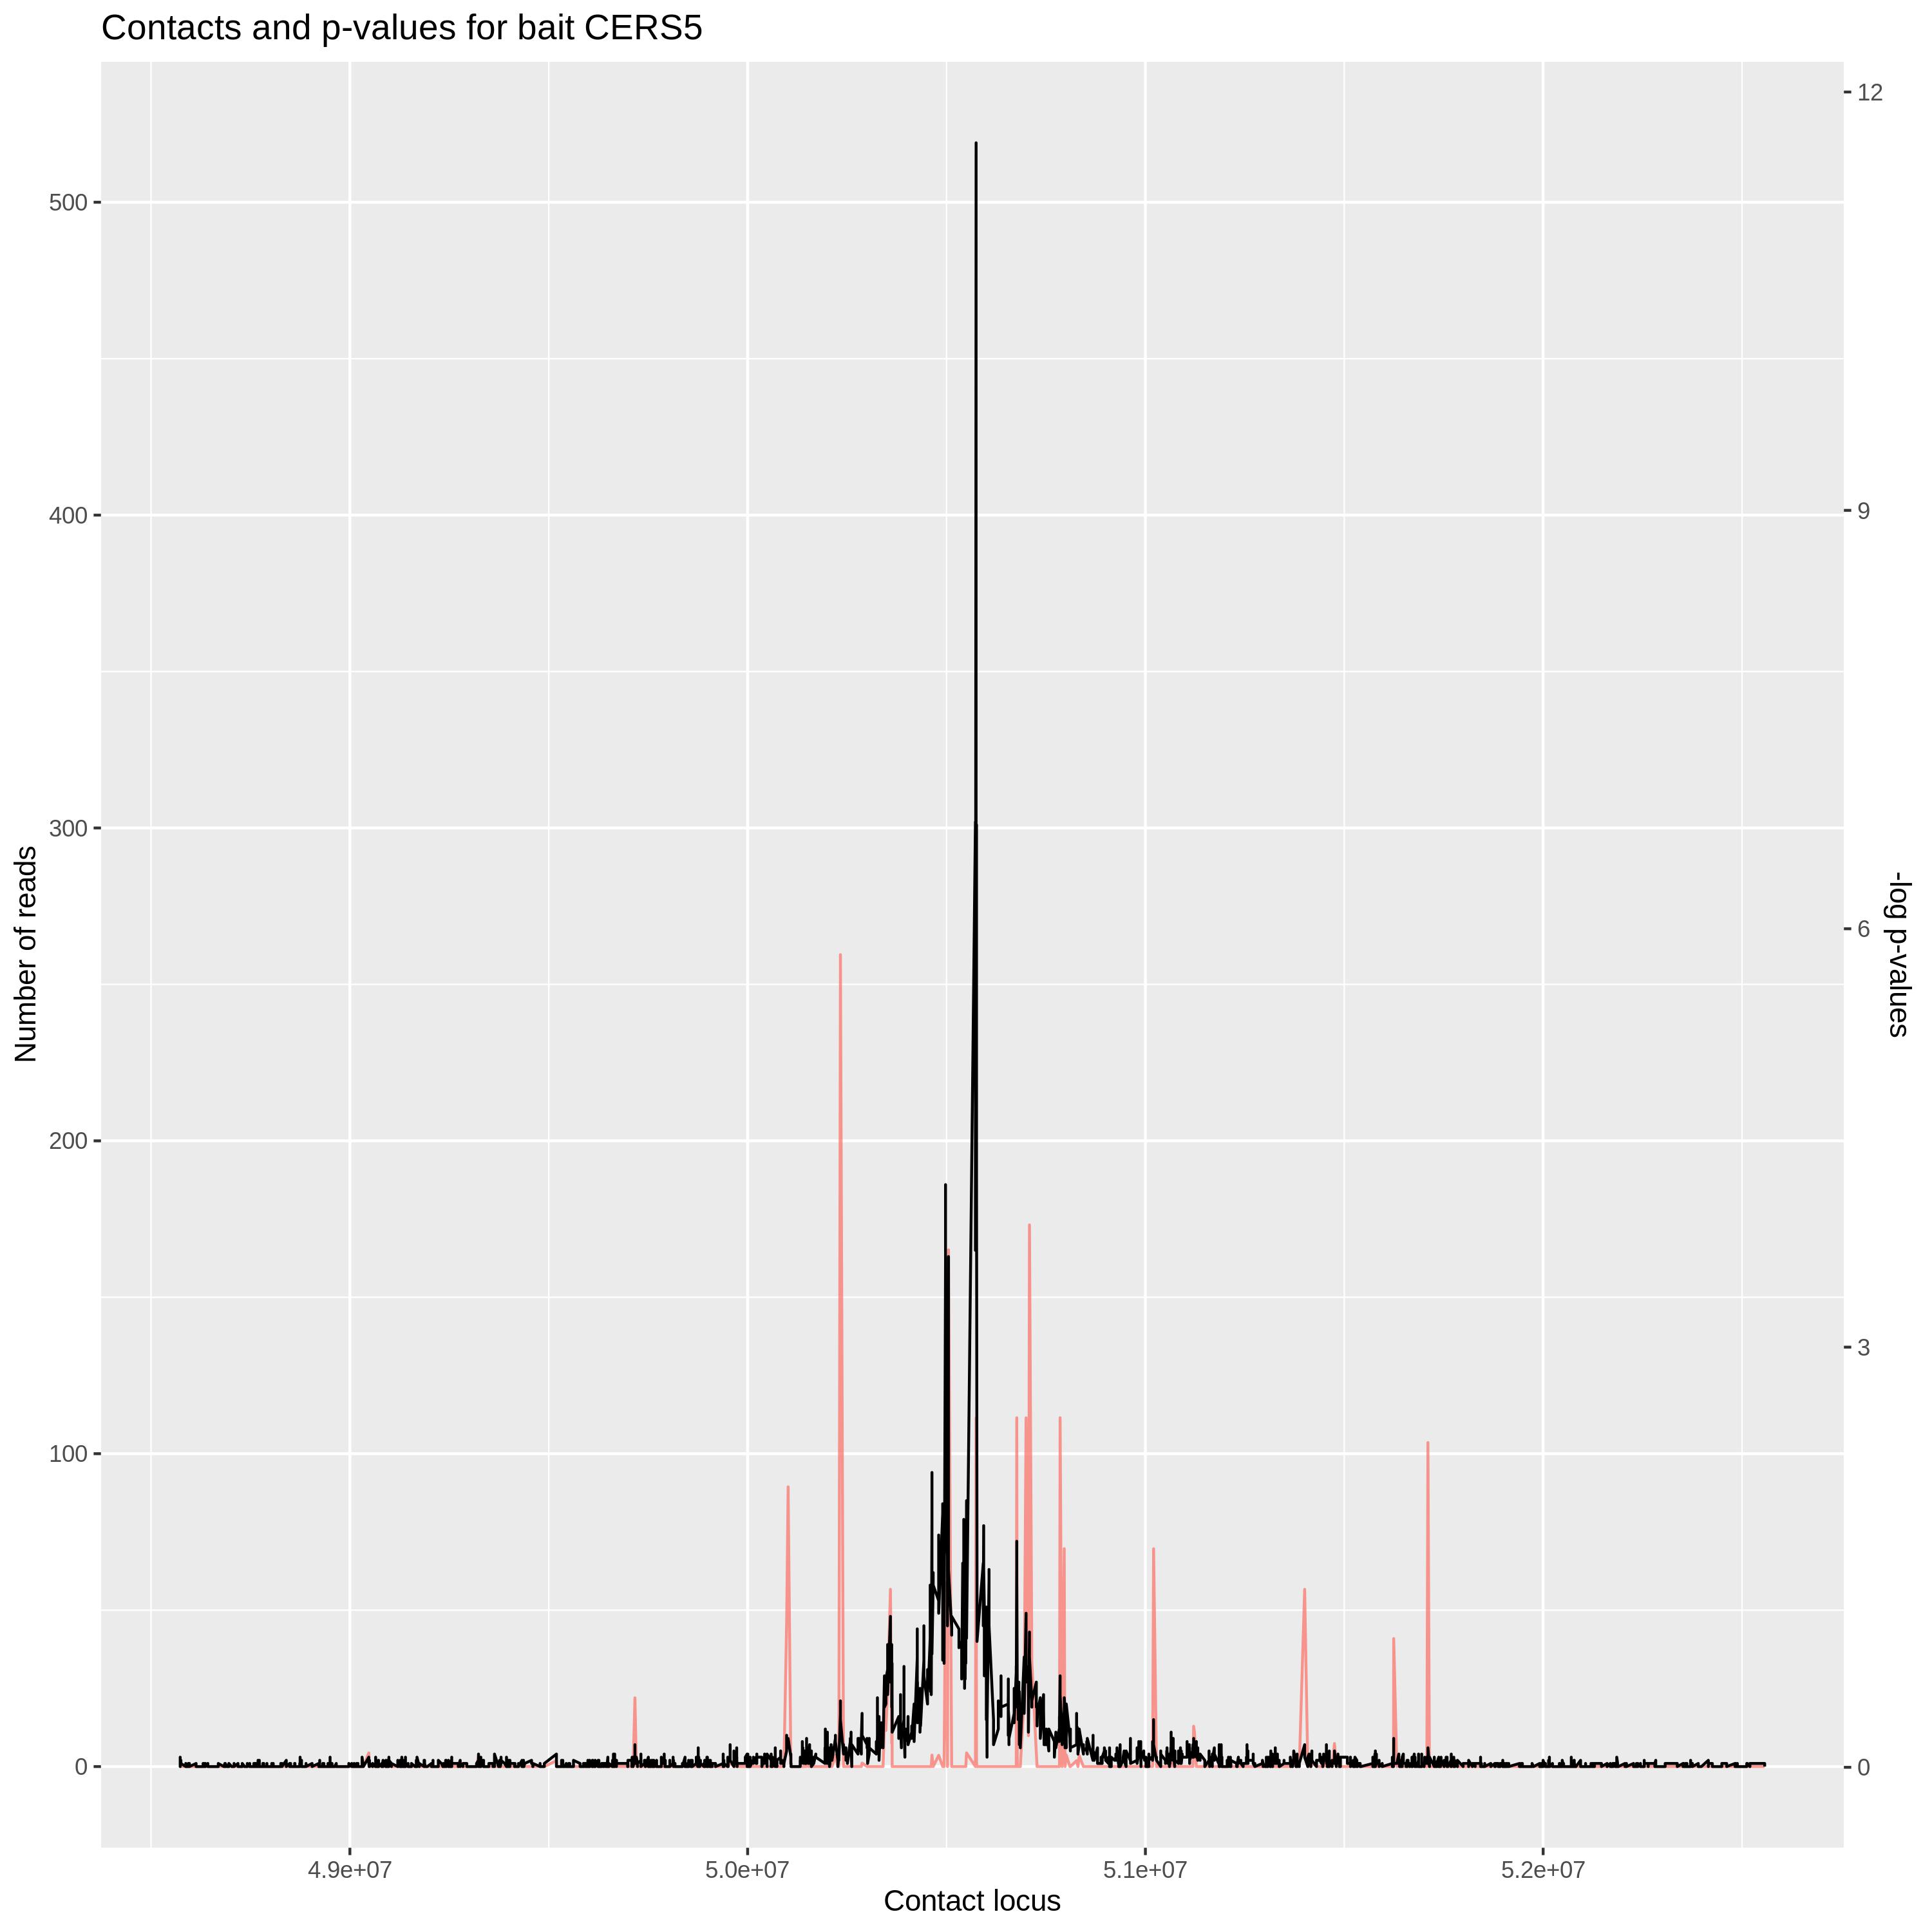 Contacts and p-values for bait CERS5
12
500
400
9
300
Number of reads
-log p-values
6
200
3
100
0
0
4.9e+07
5.0e+07
5.1e+07
5.2e+07
Contact locus